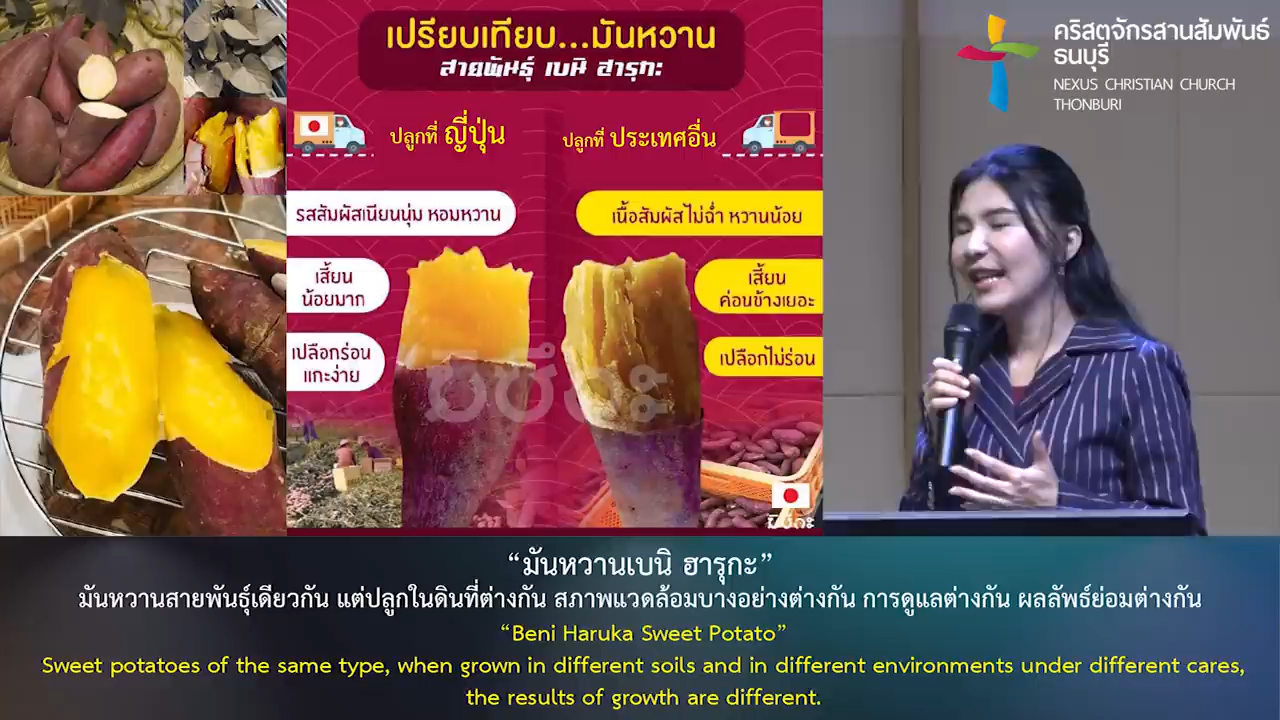 เปรียบเทียบ...มันหวาน
สายพันธุ์ เบนิ ฮารุกะ
ปลูกที่ ญี่ปุ่น
ปลูกที่ ประเทศอื่น
รสสัมผัสเนียนนุ่ม หอมหวาน
เนื้อสัมผัสไม่ฉ่ำ หวานน้อย
เสี้ยน
น้อยมาก
เสี้ยน
ค่อนข้างเยอะ
เปลือกร่อน
แกะง่าย
เปลือกไม่ร่อน
คริสตจักรสานสัมพันธ์
ธนบุรี
NEXUS CHRISTIAN CHURCH
THONBURI
“มันหวานเบนิ ฮารุกะ”
มันหวานสายพันธุ์เดียวกัน แต่ปลูกในดินที่ต่างกัน สภาพแวดล้อมบางอย่างต่างกัน การดูแลต่างกัน ผลลัพธ์ย่อมต่างกัน
“Beni Haruka Sweet Potato”
Sweet potatoes of the same type, when grown in different soils and in different environments under different cares,
the results of growth are different.